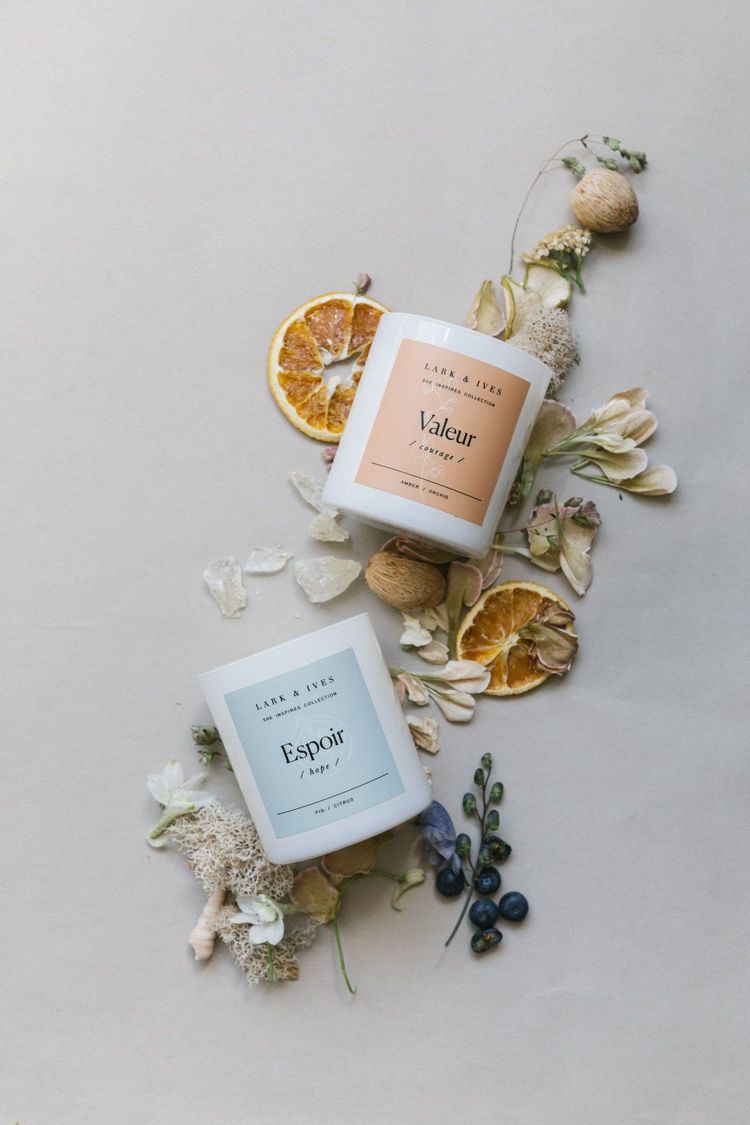 LARK & IVES
SHE INSPIRES COLLECTION
Valeur
/ courage /
AMBER / ORCHID
LARK & IVES
SHE INSPIRES COLLECTION
Espoir
/ hope /
FIG / CITRUS